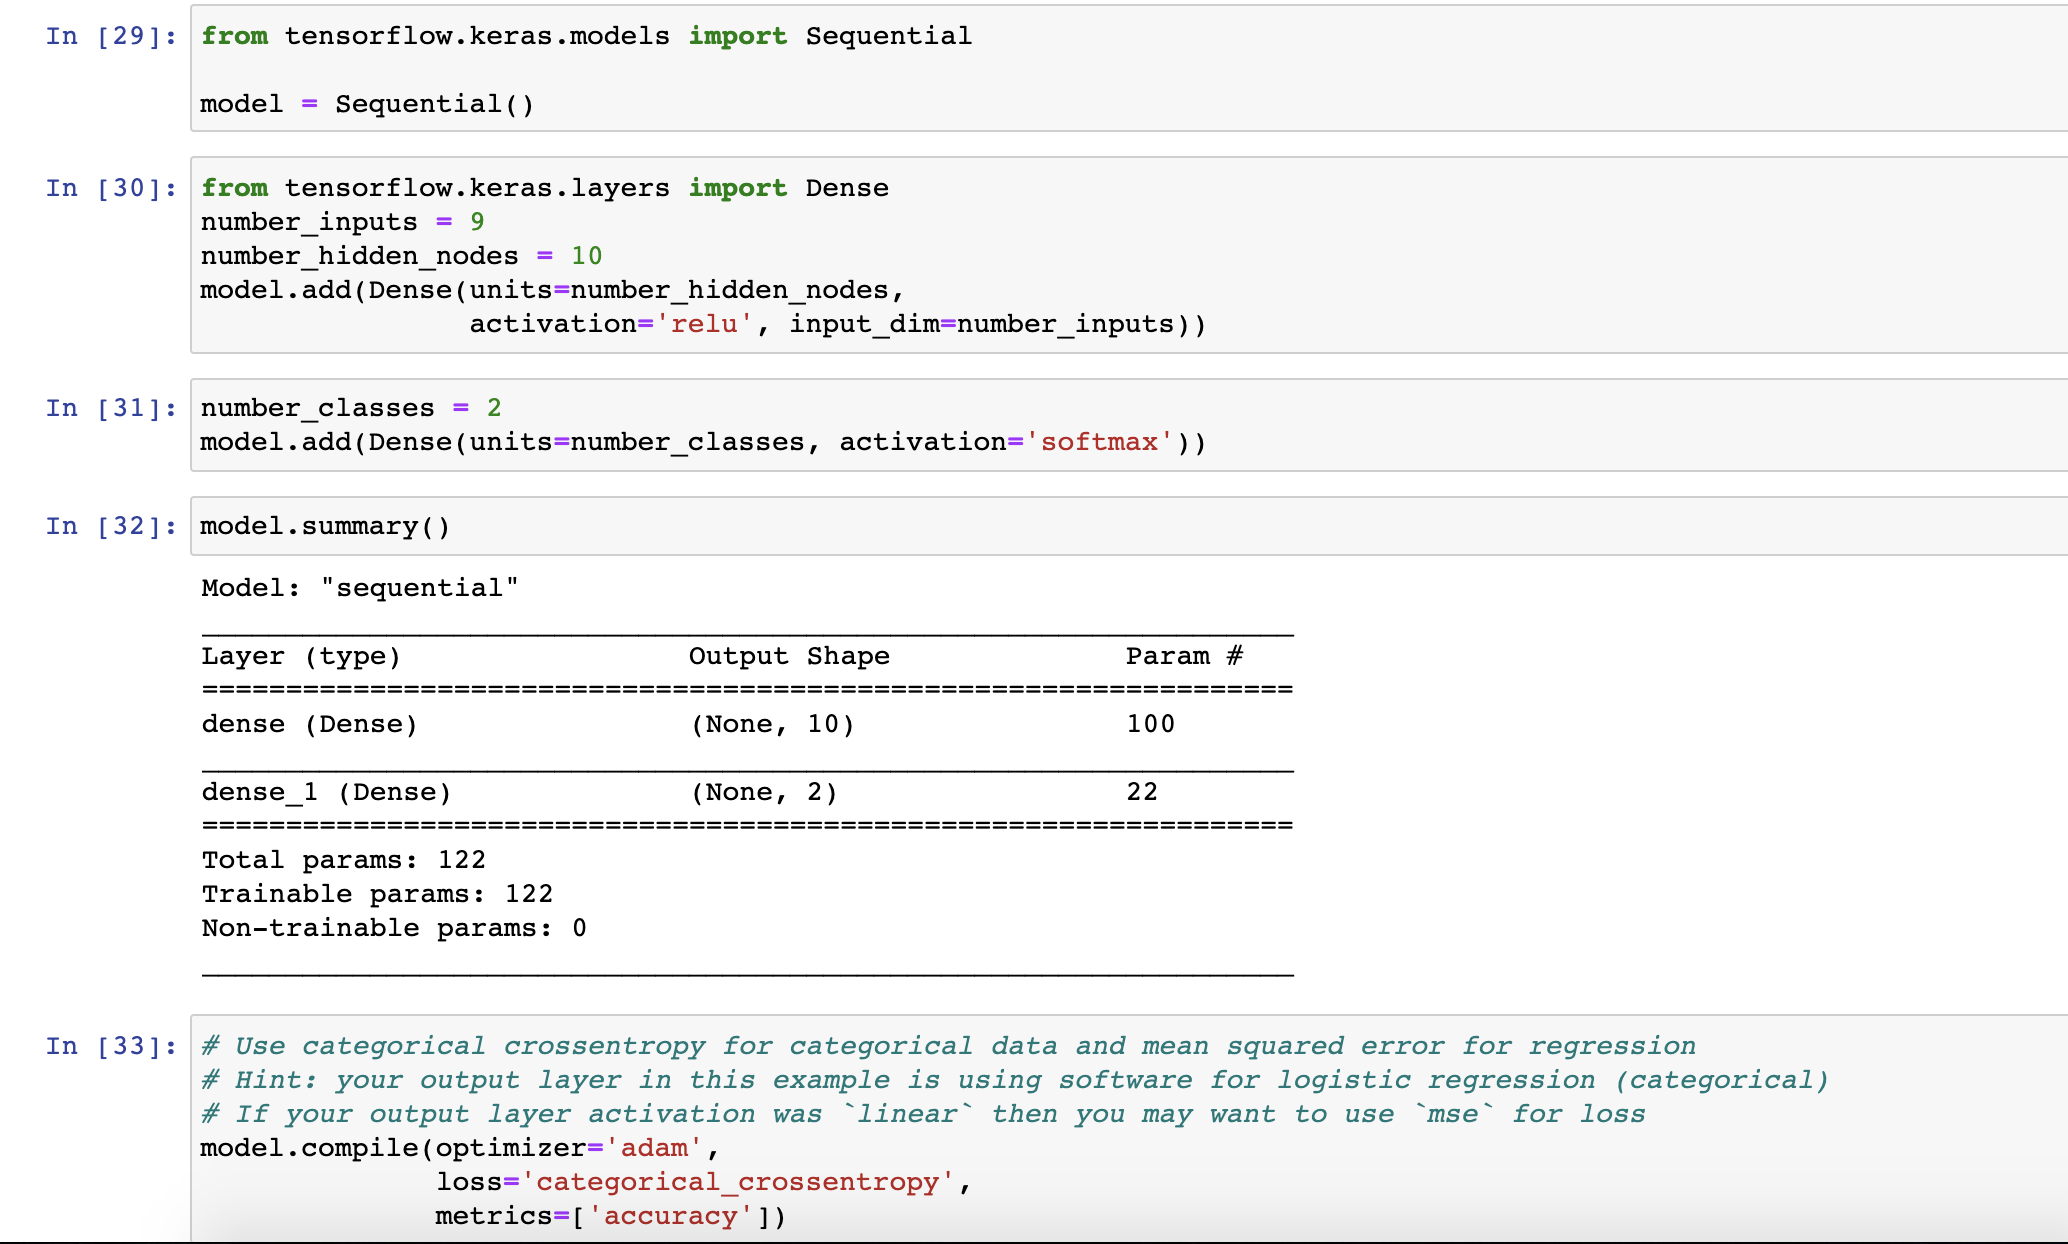 In [29]: from tensorflow.keras.models import Sequential
model = Sequential()
In [30]: from tensorflow.keras.layers import Dense
number_inputs = 9
number_hidden_nodes = 10
model.add(Dense(units=number_hidden_nodes,
activation='relu', input_dim=number_inputs))
In [31]: number_classes = 2
model.add(Dense(units=number_classes, activation='softmax'))
In [32]: model.summary()
Model: "sequential"
_________________________________________________________________
Layer (type)                 Output Shape              Param #
=================================================================
dense (Dense)                (None, 10)                100
_________________________________________________________________
dense_1 (Dense)              (None, 2)                 22
=================================================================
Total params: 122
Trainable params: 122
Non-trainable params: 0
_________________________________________________________________
In [33]: # Use categorical crossentropy for categorical data and mean squared error for regression
# Hint: your output layer in this example is using software for logistic regression (categorical)
# If your output layer activation was `linear` then you may want to use `mse` for loss
model.compile(optimizer='adam',
loss='categorical_crossentropy',
metrics=['accuracy'])